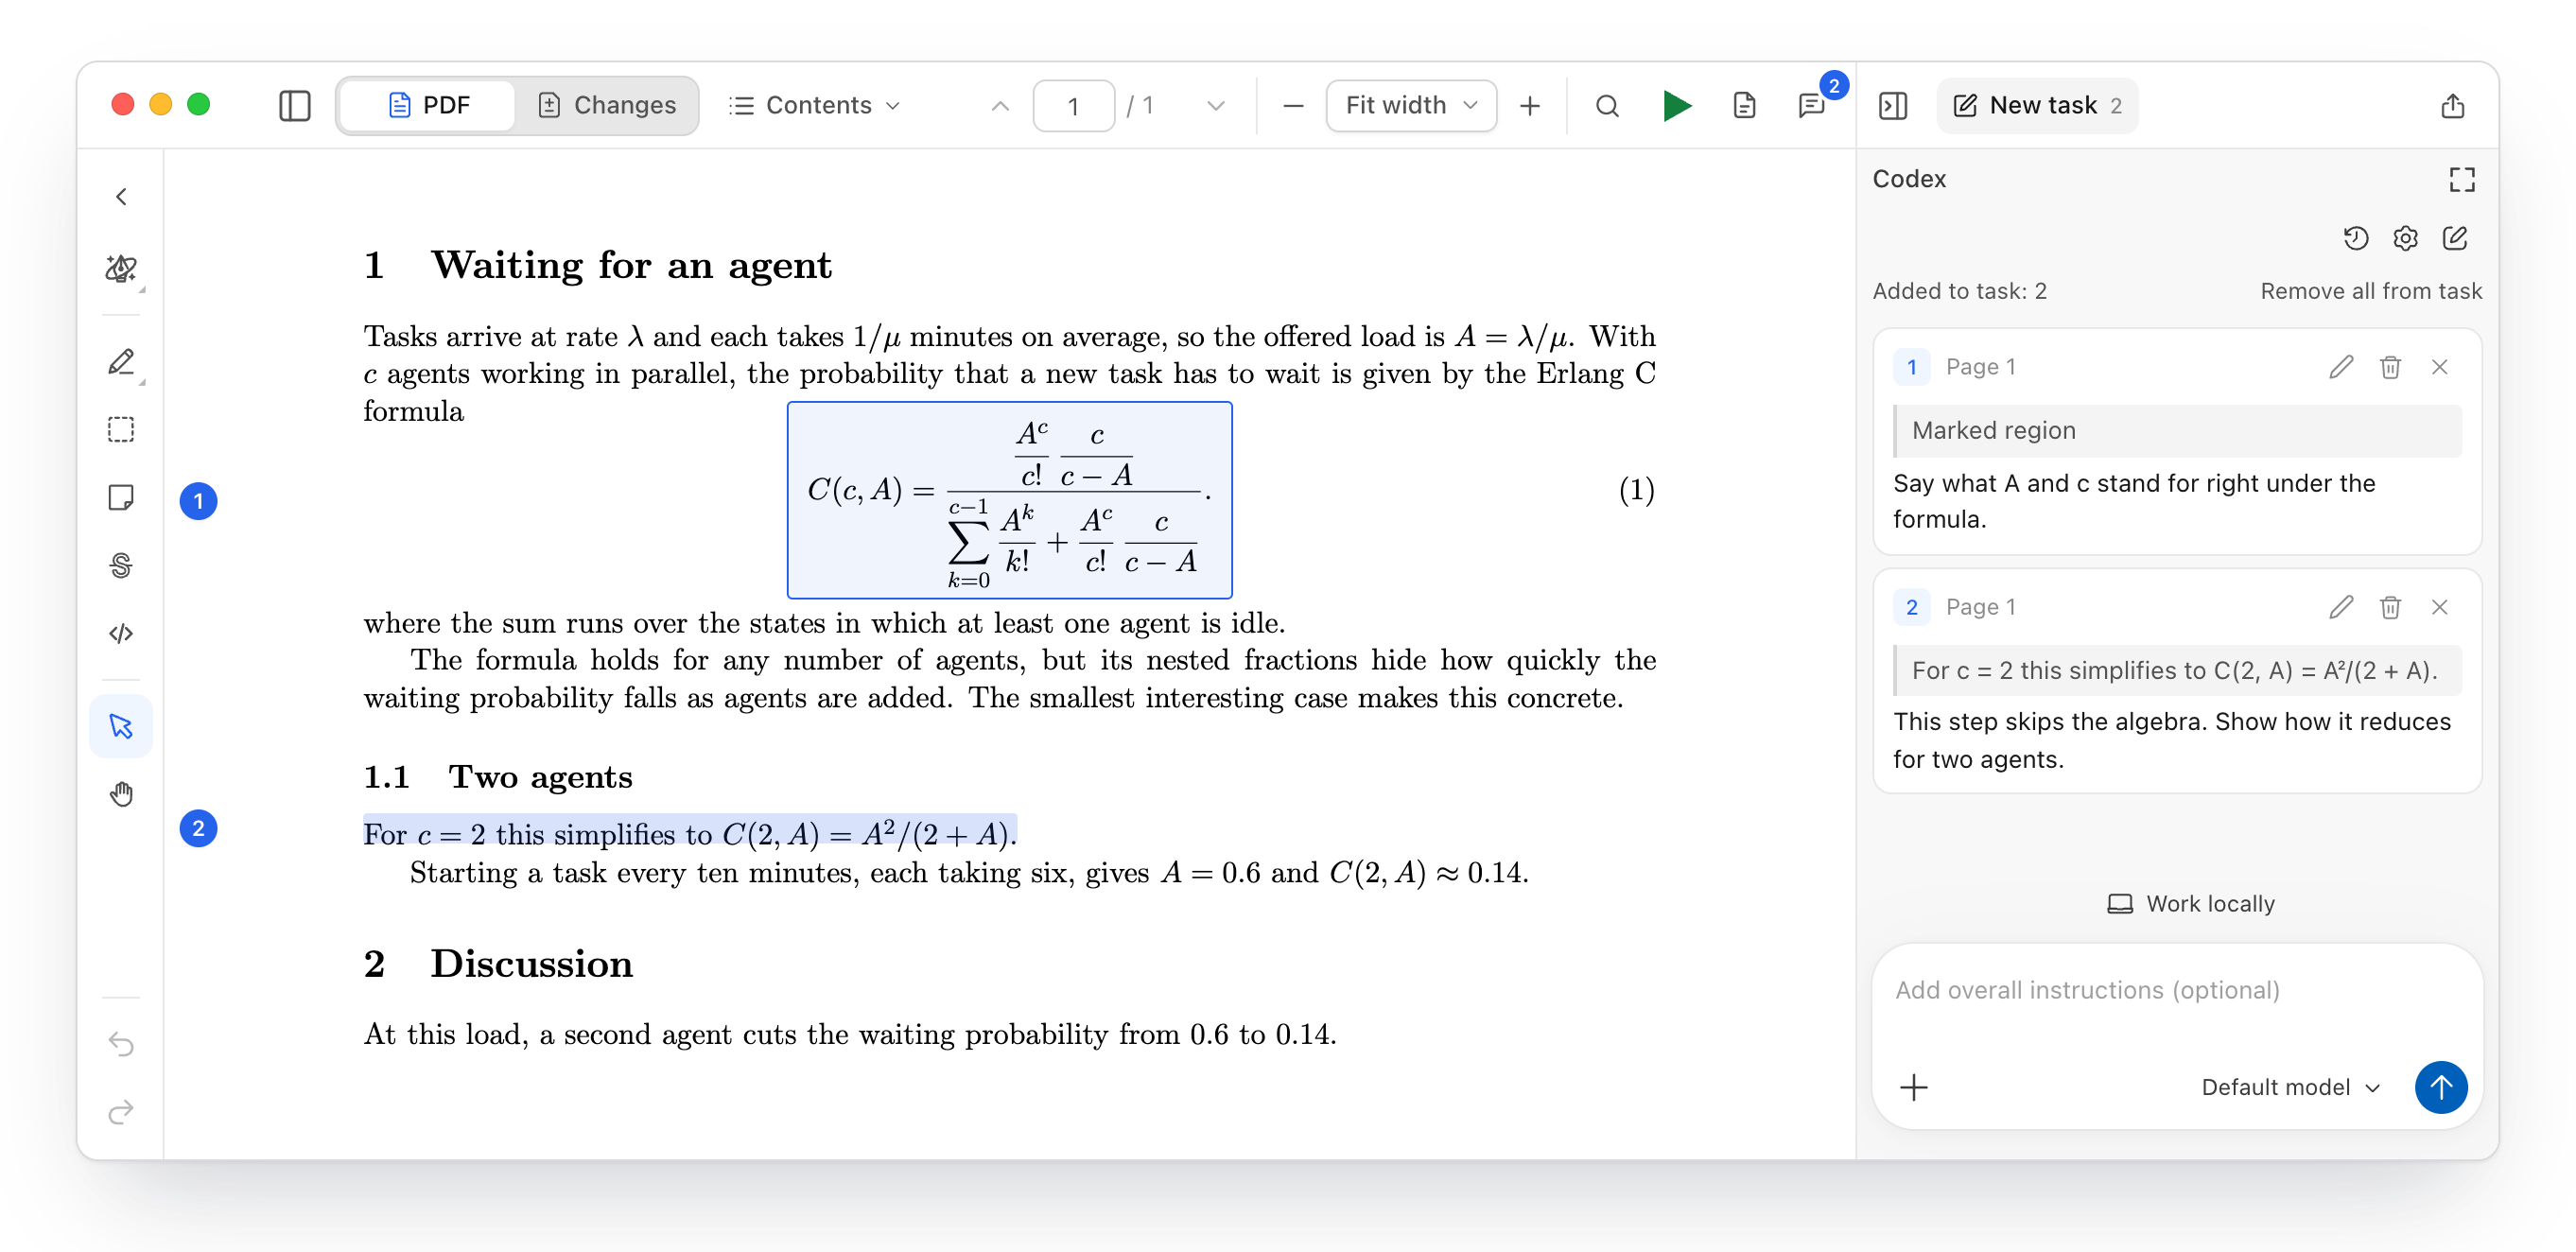 PDF Changes Contents 1 / 1 Fit width 2 New task 2
Codex
Added to task: 2 Remove all from task
1 Page 1
Marked region
Say what A and c stand for right under the
formula.
2 Page 1
For c = 2 this simplifies to C(2, A) = A²/(2 + A).
This step skips the algebra. Show how it reduces
for two agents.
Work locally
Add overall instructions (optional)
Default model
1 Waiting for an agent
Tasks arrive at rate λ and each takes 1/μ minutes on average, so the offered load is A = λ/μ. With
c agents working in parallel, the probability that a new task has to wait is given by the Erlang C
formula
1
C(c, A) = (A^c/c! c/(c − A)) / (∑_{k=0}^{c−1} A^k/k! + A^c/c! c/(c − A)). (1)
where the sum runs over the states in which at least one agent is idle.
The formula holds for any number of agents, but its nested fractions hide how quickly the
waiting probability falls as agents are added. The smallest interesting case makes this concrete.
1.1 Two agents
2
For c = 2 this simplifies to C(2, A) = A²/(2 + A).
Starting a task every ten minutes, each taking six, gives A = 0.6 and C(2, A) ≈ 0.14.
2 Discussion
At this load, a second agent cuts the waiting probability from 0.6 to 0.14.